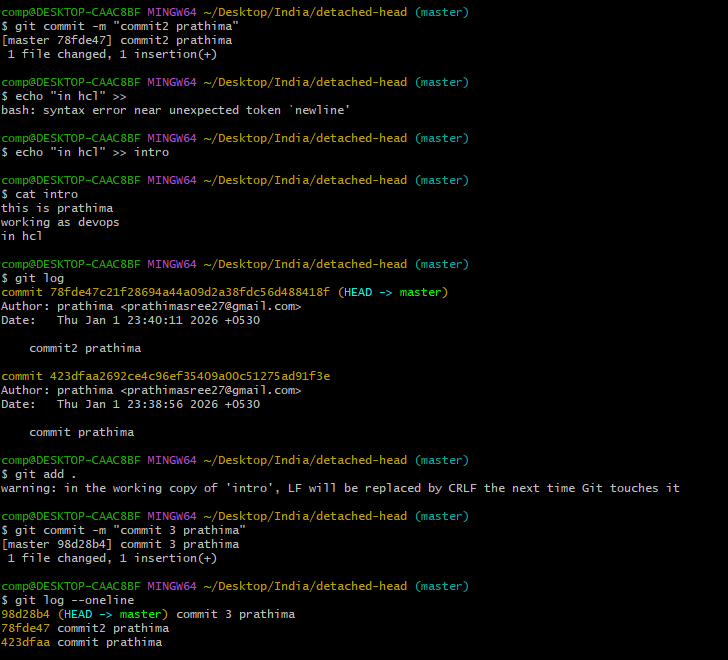 comp@DESKTOP-CAAC8BF MINGW64 ~/Desktop/India/detached-head (master)
$ git commit -m "commit2 prathima"
[master 78fde47] commit2 prathima
 1 file changed, 1 insertion(+)

comp@DESKTOP-CAAC8BF MINGW64 ~/Desktop/India/detached-head (master)
$ echo "in hcl" >>
bash: syntax error near unexpected token `newline'

comp@DESKTOP-CAAC8BF MINGW64 ~/Desktop/India/detached-head (master)
$ echo "in hcl" >> intro

comp@DESKTOP-CAAC8BF MINGW64 ~/Desktop/India/detached-head (master)
$ cat intro
this is prathima
working as devops
in hcl

comp@DESKTOP-CAAC8BF MINGW64 ~/Desktop/India/detached-head (master)
$ git log
commit 78fde47c21f28694a44a09d2a38fdc56d488418f (HEAD -> master)
Author: prathima <prathimasree27@gmail.com>
Date:   Thu Jan 1 23:40:11 2026 +0530

    commit2 prathima

commit 423dfaa2692ce4c96ef35409a00c51275ad91f3e
Author: prathima <prathimasree27@gmail.com>
Date:   Thu Jan 1 23:38:56 2026 +0530

    commit prathima

comp@DESKTOP-CAAC8BF MINGW64 ~/Desktop/India/detached-head (master)
$ git add .
warning: in the working copy of 'intro', LF will be replaced by CRLF the next time Git touches it

comp@DESKTOP-CAAC8BF MINGW64 ~/Desktop/India/detached-head (master)
$ git commit -m "commit 3 prathima"
[master 98d28b4] commit 3 prathima
 1 file changed, 1 insertion(+)

comp@DESKTOP-CAAC8BF MINGW64 ~/Desktop/India/detached-head (master)
$ git log --oneline
98d28b4 (HEAD -> master) commit 3 prathima
78fde47 commit2 prathima
423dfaa commit prathima